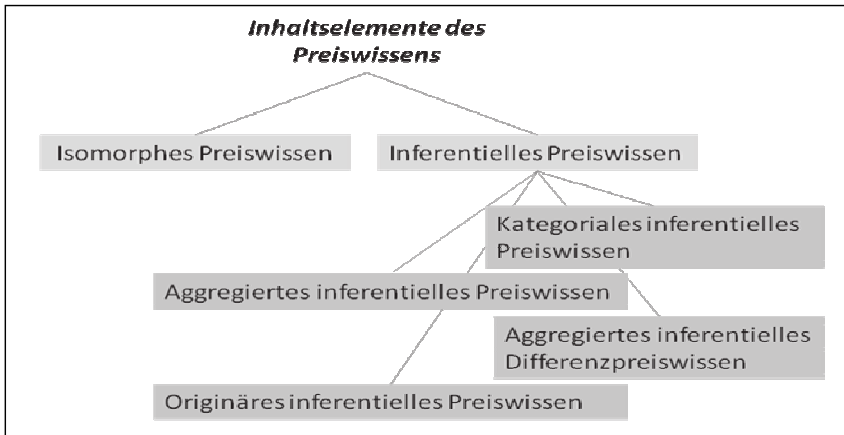 Inhaltselemente des
Preiswissens
Isomorphes Preiswissen
Inferentielles Preiswissen
Kategoriales inferentielles
Preiswissen
Aggregiertes inferentielles Preiswissen
Aggregiertes inferentielles
Differenzpreiswissen
Originäres inferentielles Preiswissen